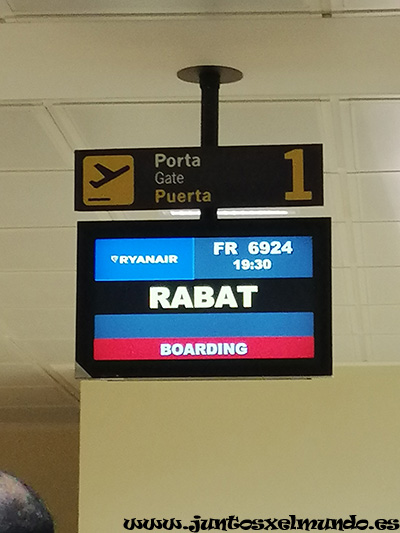 Porta
Gate
Puerta
1
RYANAIR
FR 6924
19:30
RABAT
BOARDING
www.juntosxelmundo.es